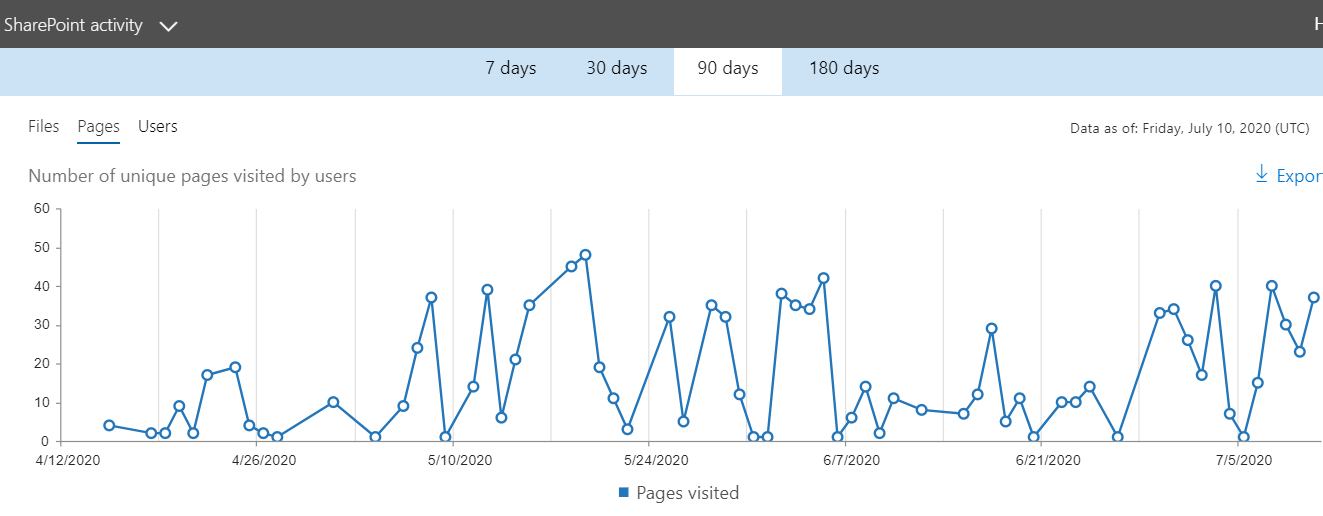 SharePoint activity
7 days 30 days 90 days 180 days
Files Pages Users
Data as of: Friday, July 10, 2020 (UTC)
Number of unique pages visited by users
60
50
40
30
20
10
0
4/12/2020 4/26/2020 5/10/2020 5/24/2020 6/7/2020 6/21/2020 7/5/2020
Pages visited